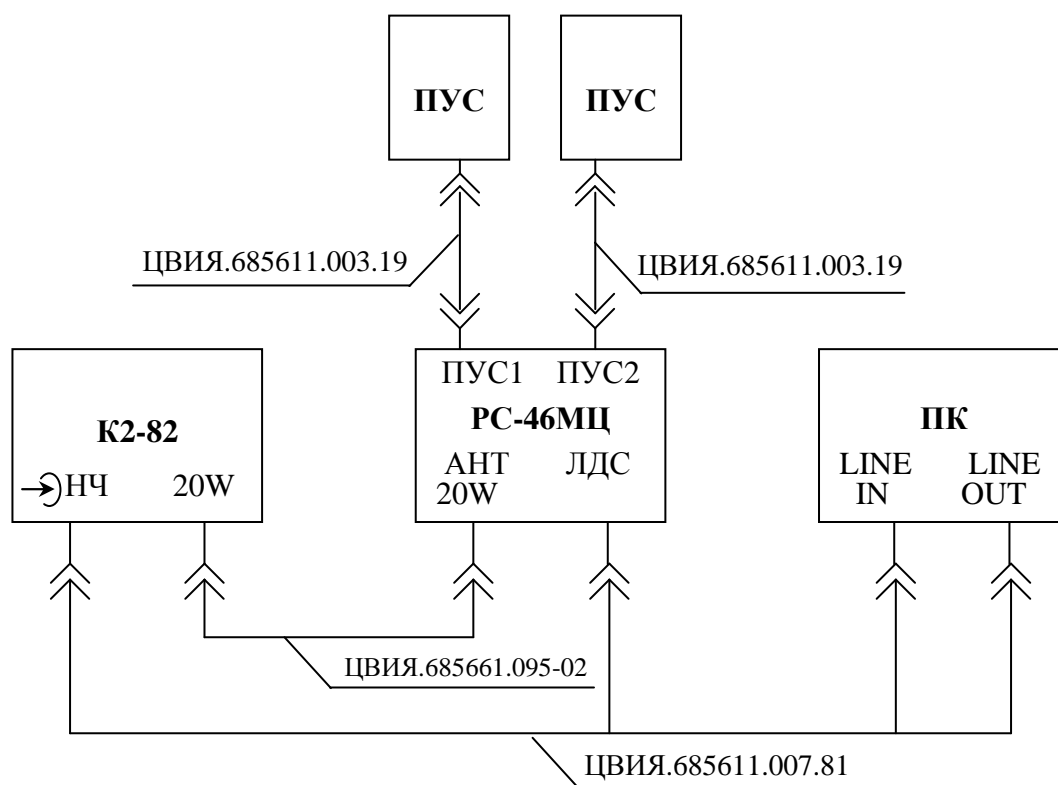 ПУС
ПУС
ЦВИЯ.685611.003.19
ЦВИЯ.685611.003.19
К2-82
НЧ
20W
ПУС1
ПУС2
РС-46МЦ
АНТ
20W
ЛДС
ПК
LINE
IN
LINE
OUT
ЦВИЯ.685661.095-02
ЦВИЯ.685611.007.81